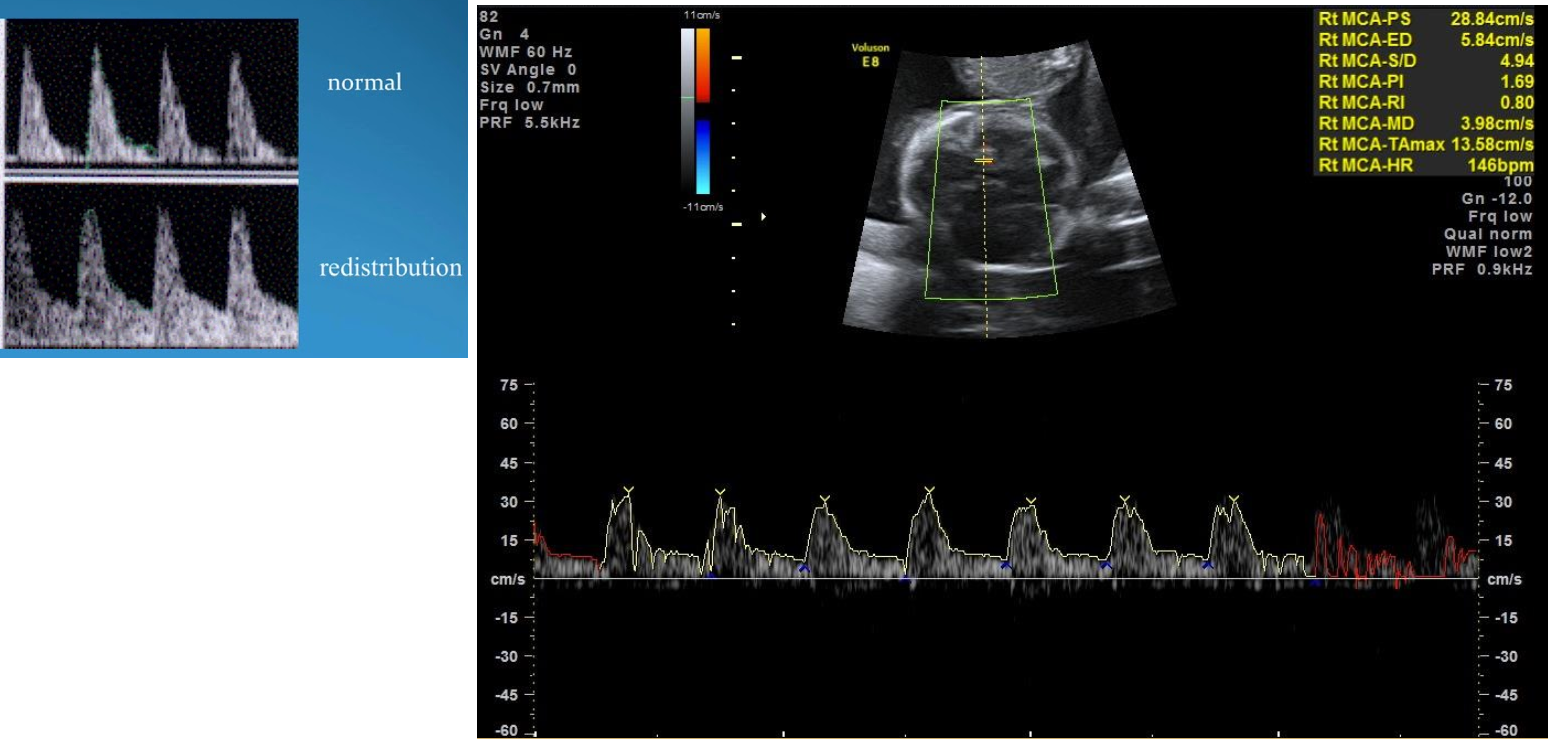 normal
redistribution
82
Gn 4
WMF 60 Hz
SV Angle 0
Size 0.7mm
Frq low
PRF 5.5kHz
11cm/s
-11cm/s
Voluson
E8
Rt MCA-PS 28.84cm/s
Rt MCA-ED 5.84cm/s
Rt MCA-S/D 4.94
Rt MCA-PI 1.69
Rt MCA-RI 0.80
Rt MCA-MD 3.98cm/s
Rt MCA-TAmax 13.58cm/s
Rt MCA-HR 146bpm
100
Gn -12.0
Frq low
Qual norm
WMF low2
PRF 0.9kHz
75 75
60 60
45 45
30 30
15 15
cm/s cm/s
-15 -15
-30 -30
-45 -45
-60 -60